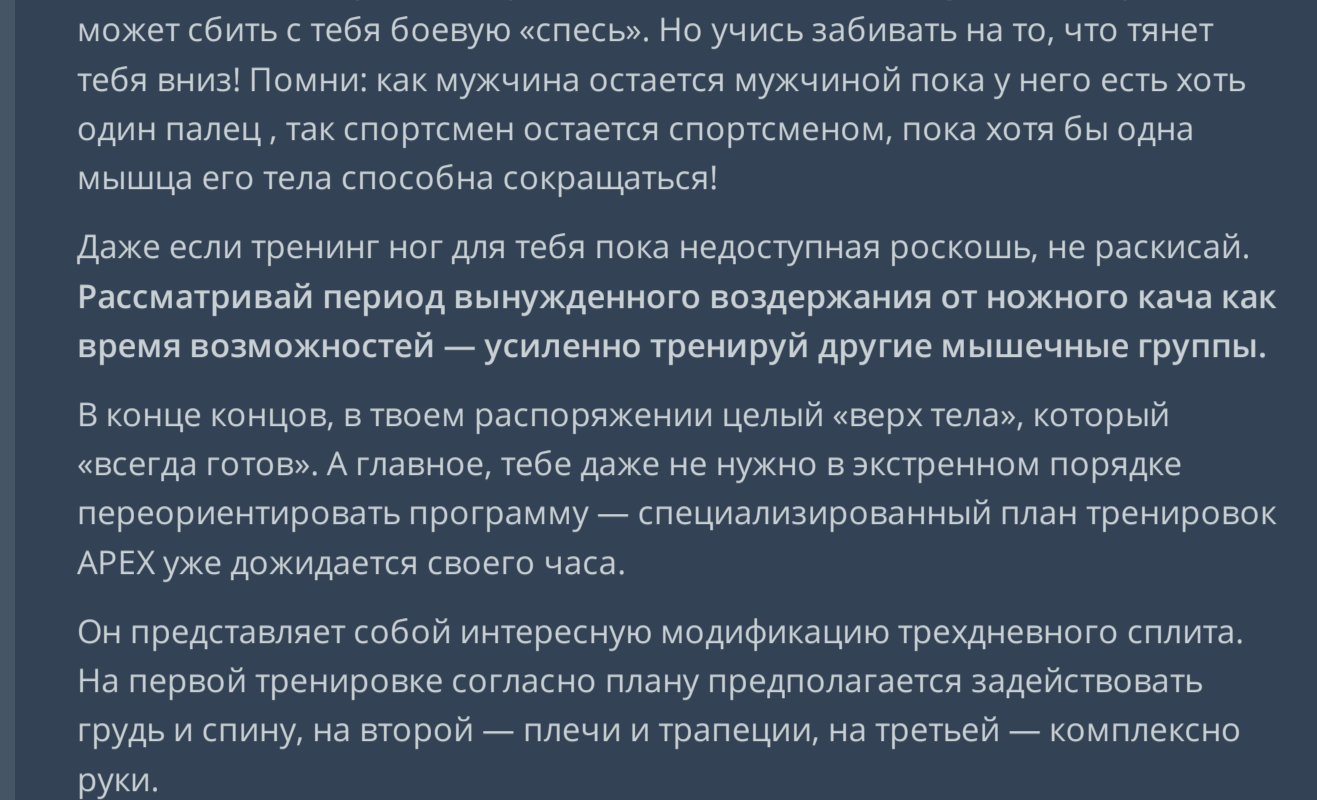 может сбить с тебя боевую «спесь». Но учись забивать на то, что тянет
тебя вниз! Помни: как мужчина остается мужчиной пока у него есть хоть
один палец , так спортсмен остается спортсменом, пока хотя бы одна
мышца его тела способна сокращаться!
Даже если тренинг ног для тебя пока недоступная роскошь, не раскисай.
Рассматривай период вынужденного воздержания от ножного кача как
время возможностей — усиленно тренируй другие мышечные группы.
В конце концов, в твоем распоряжении целый «верх тела», который
«всегда готов». А главное, тебе даже не нужно в экстренном порядке
переориентировать программу — специализированный план тренировок
APEX уже дожидается своего часа.
Он представляет собой интересную модификацию трехдневного сплита.
На первой тренировке согласно плану предполагается задействовать
грудь и спину, на второй — плечи и трапеции, на третьей — комплексно
руки.